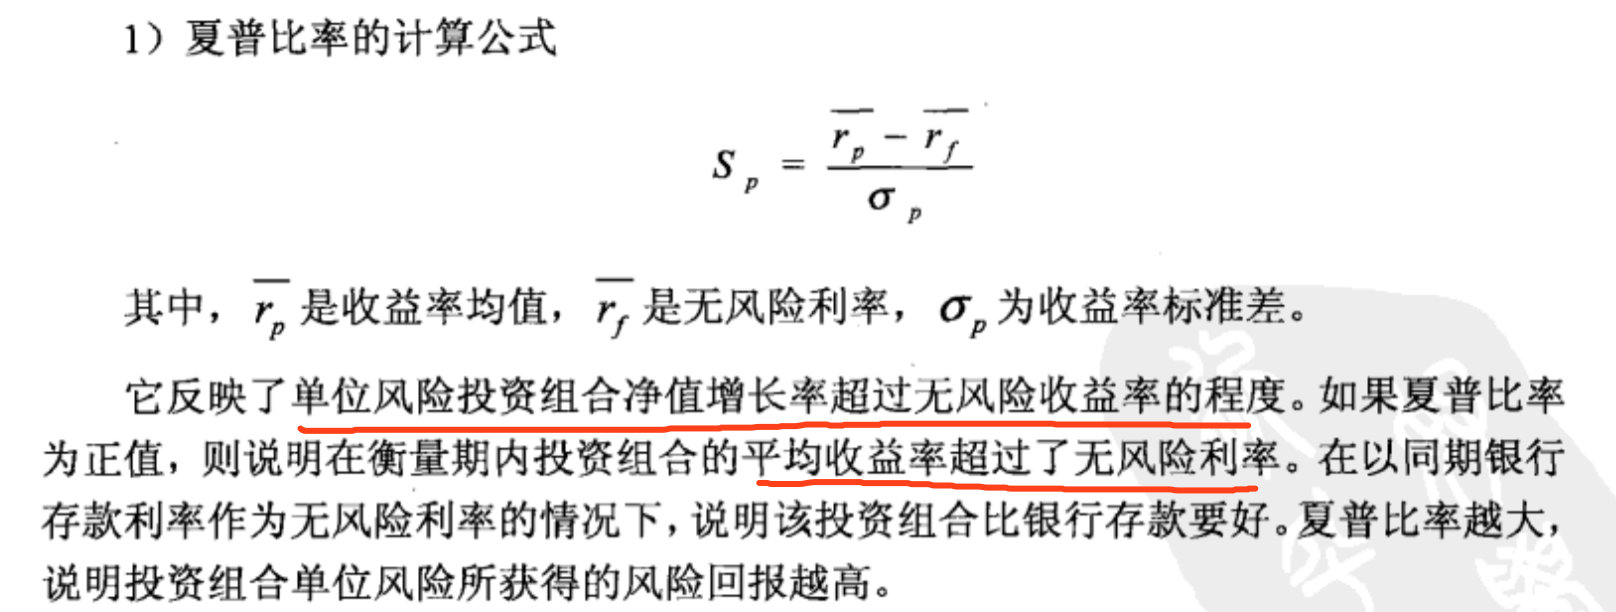 1）夏普比率的计算公式
S_p = (\overline{r_p} − \overline{r_f}) / σ_p
其中，\overline{r_p} 是收益率均值，\overline{r_f} 是无风险利率，σ_p 为收益率标准差。
它反映了单位风险投资组合净值增长率超过无风险收益率的程度。如果夏普比率
为正值，则说明在衡量期内投资组合的平均收益率超过了无风险利率。在以同期银行
存款利率作为无风险利率的情况下，说明该投资组合比银行存款要好。夏普比率越大，
说明投资组合单位风险所获得的风险回报越高。